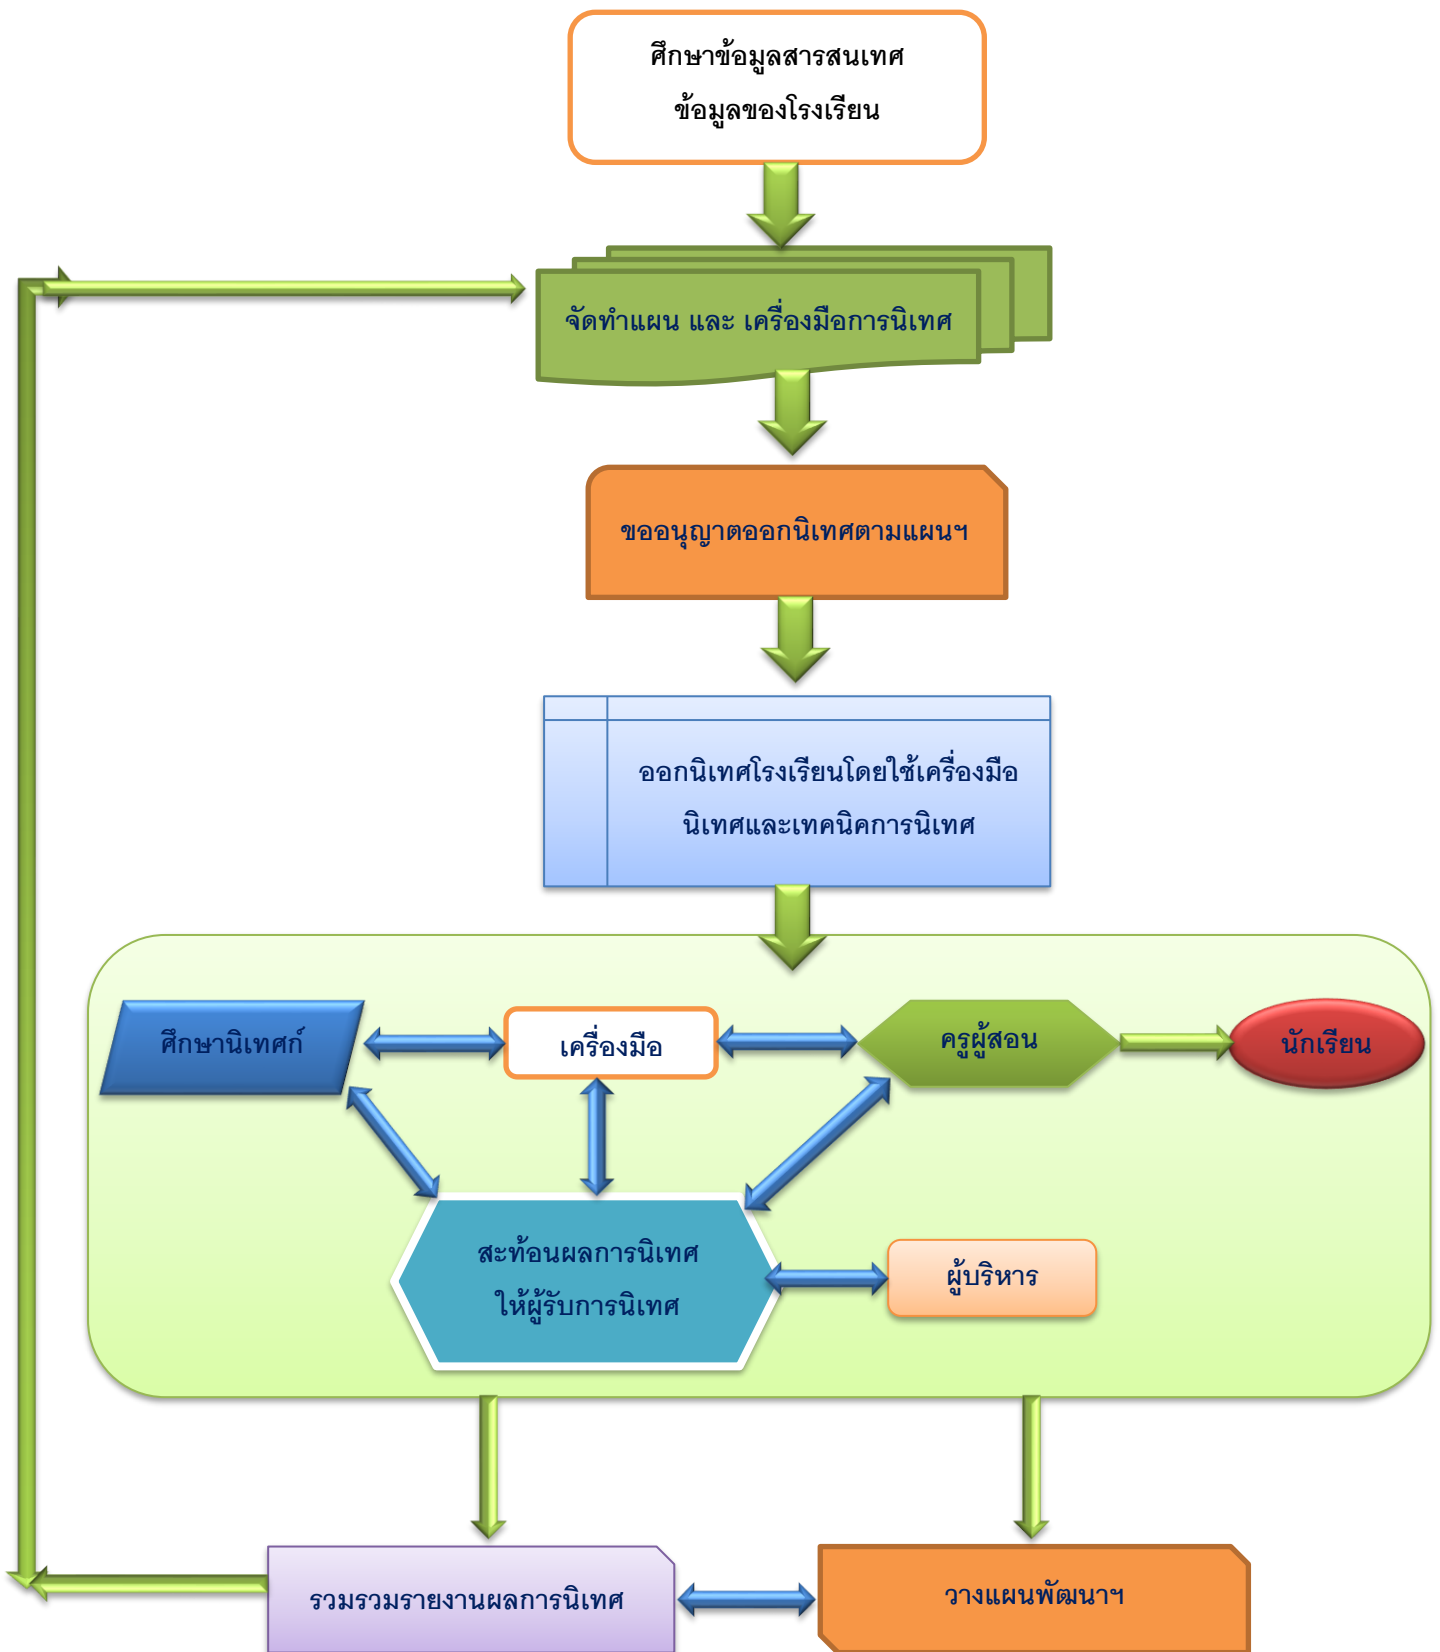 ศึกษาข้อมูลสารสนเทศ
ข้อมูลของโรงเรียน
จัดทำแผน และ เครื่องมือการนิเทศ
ขออนุญาตออกนิเทศตามแผนฯ
ออกนิเทศโรงเรียนโดยใช้เครื่องมือ
นิเทศและเทคนิคการนิเทศ
ศึกษานิเทศก์
เครื่องมือ
ครูผู้สอน
นักเรียน
สะท้อนผลการนิเทศ
ให้ผู้รับการนิเทศ
ผู้บริหาร
รวมรวมรายงานผลการนิเทศ
วางแผนพัฒนาฯ